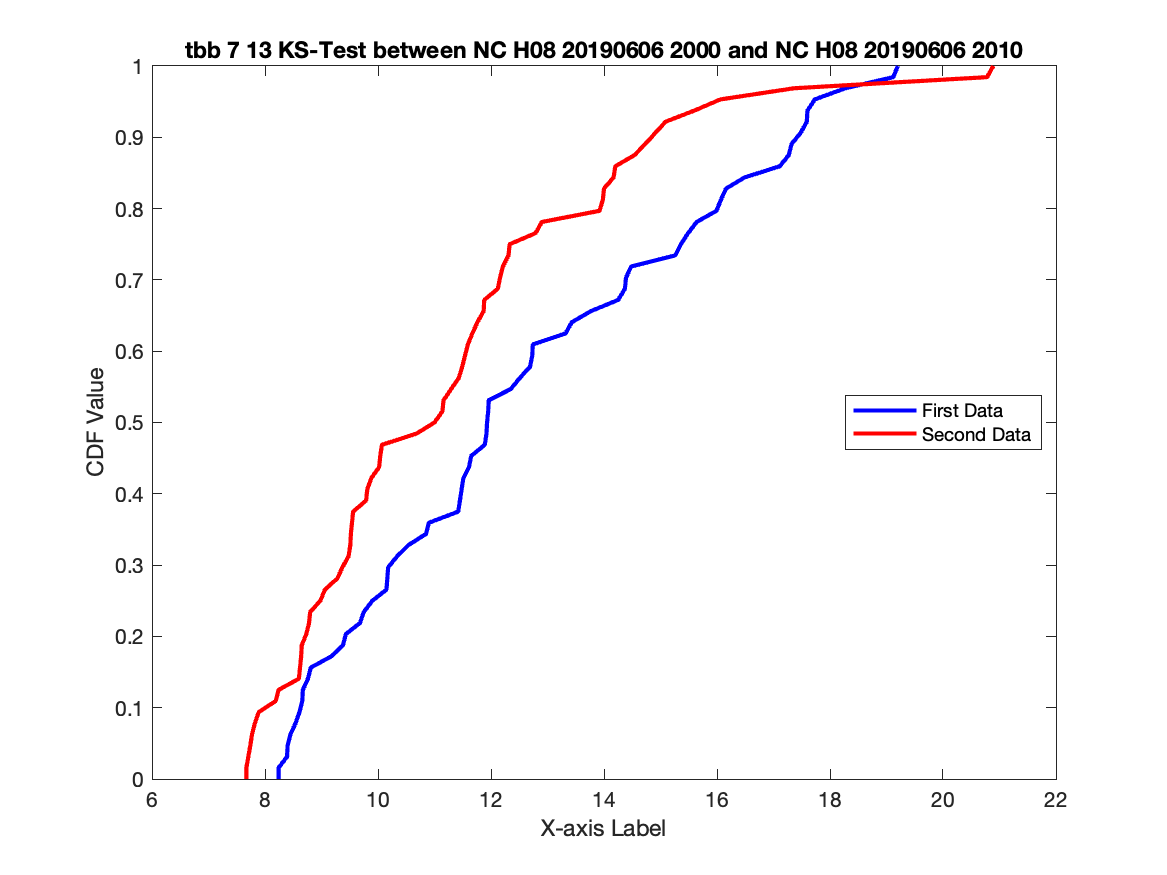 tbb 7 13 KS-Test between NC H08 20190606 2000 and NC H08 20190606 2010
1
0.9
0.8
0.7
0.6
0.5
0.4
0.3
0.2
0.1
0
CDF Value
First Data
Second Data
6 8 10 12 14 16 18 20 22
X-axis Label